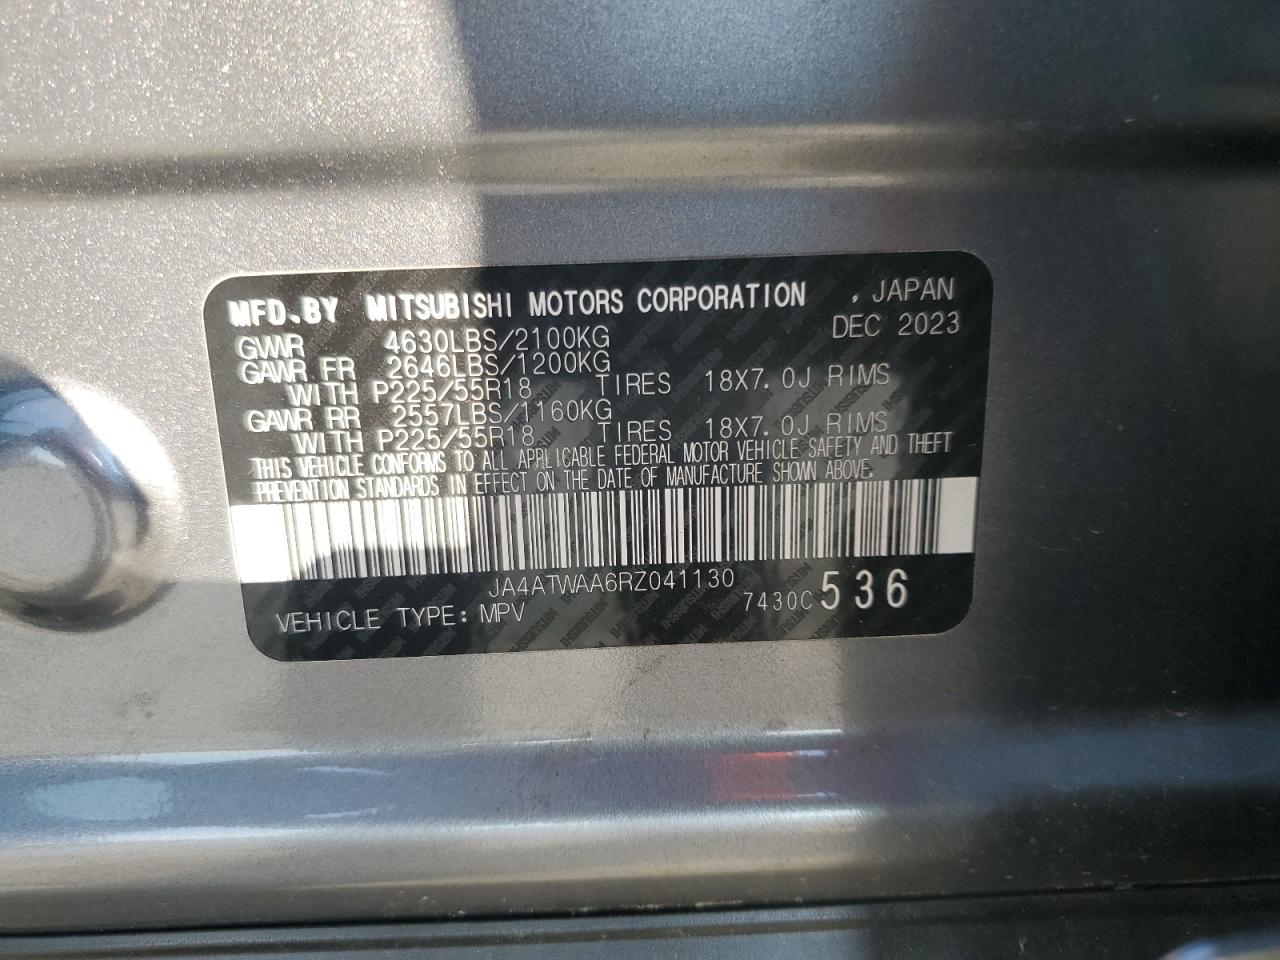 MFD.BY MITSUBISHI MOTORS CORPORATION , JAPAN
GWR 4630LBS/2100KG DEC 2023
GAWR FR 2646LBS/1200KG
WITH P225/55R18 TIRES 18X7.0J RIMS
GAWR RR 2557LBS/1160KG
WITH P225/55R18 TIRES 18X7.0J RIMS
THIS VEHICLE CONFORMS TO ALL APPLICABLE FEDERAL MOTOR VEHICLE SAFETY AND THEFT
PREVENTION STANDARDS IN EFFECT ON THE DATE OF MANUFACTURE SHOWN ABOVE.
JA4ATWAA6RZ041130
VEHICLE TYPE: MPV 7430C 536